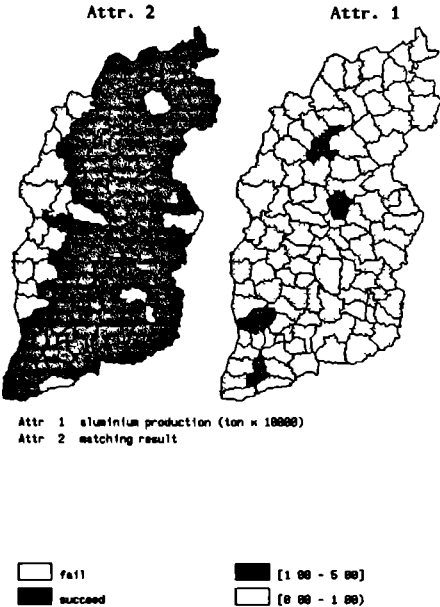 Attr. 2 Attr. 1
Attr 1 aluminium production (ton × 10000)
Attr 2 matching result
fail [1 00 - 5 00]
succeed [0 00 - 1 00)